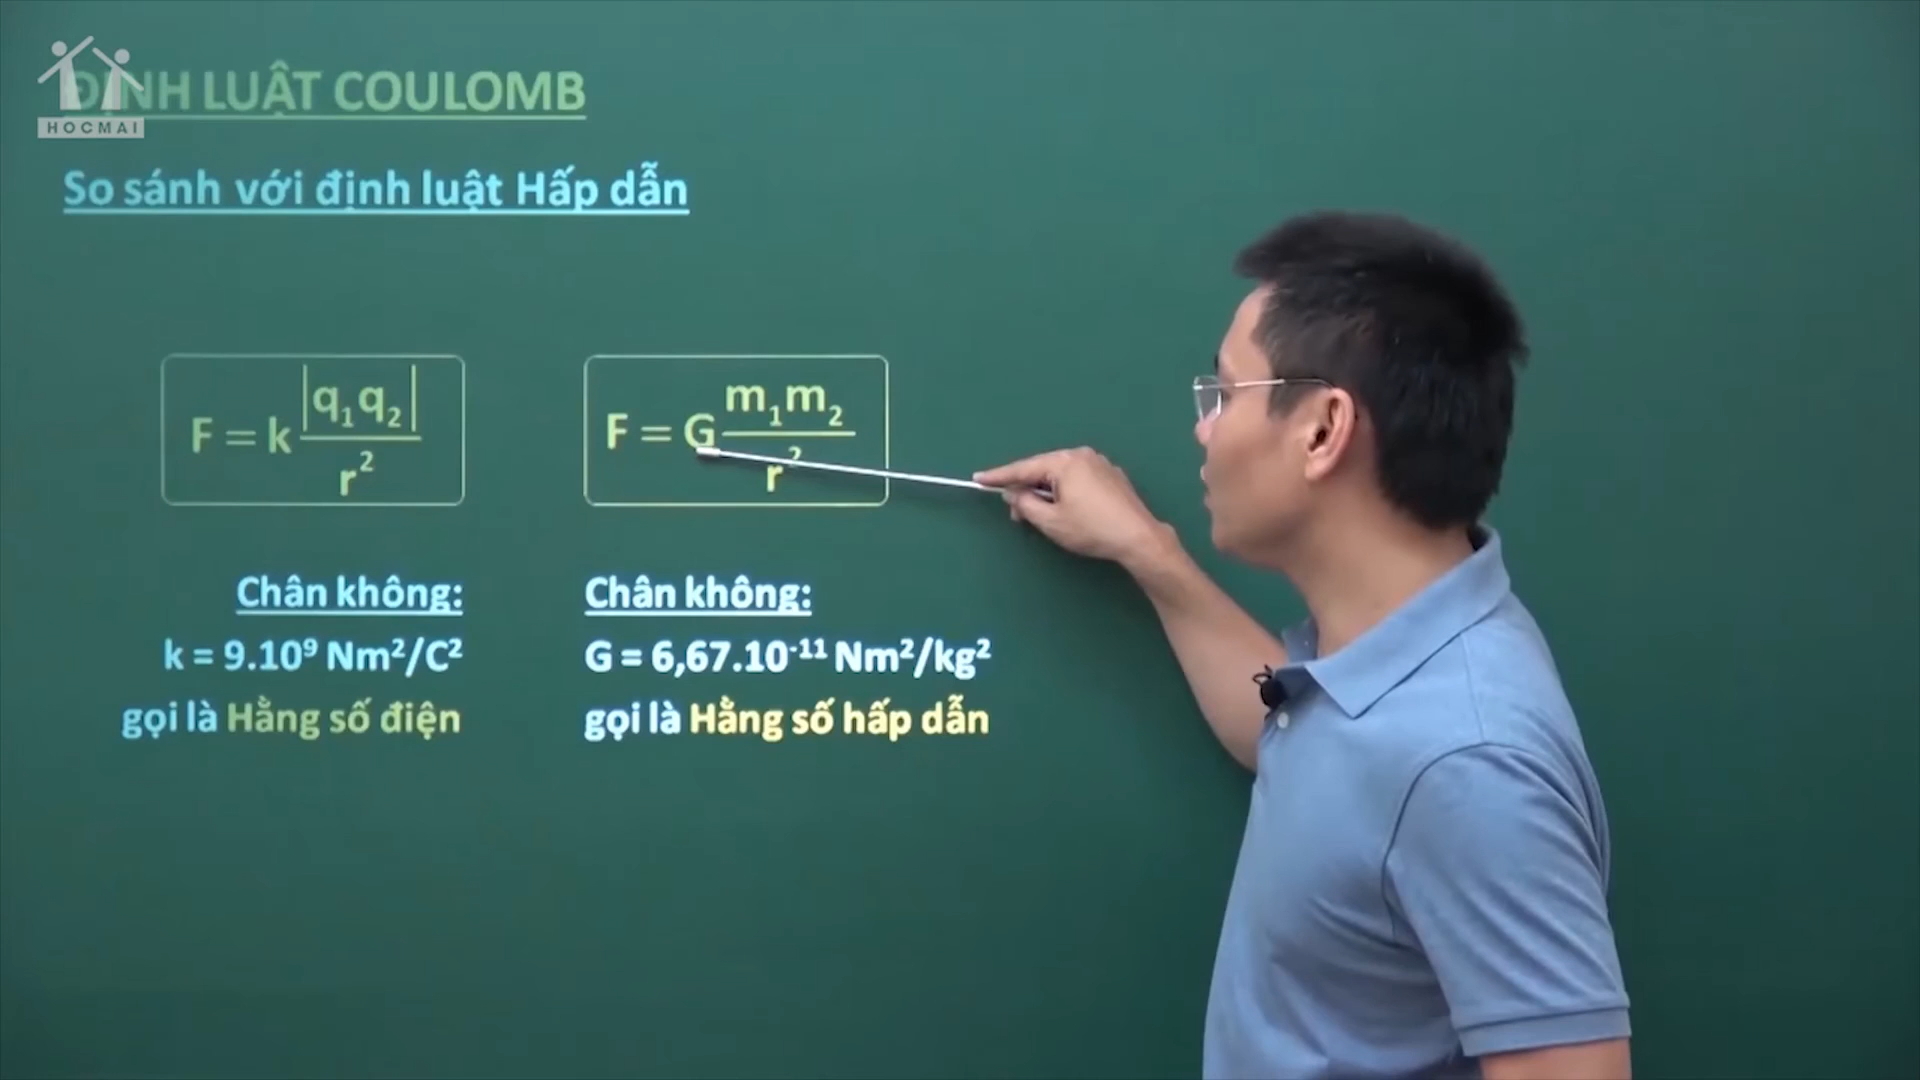 ĐỊNH LUẬT COULOMB
HOCMAI
So sánh với định luật Hấp dẫn
F = k |q₁q₂| / r²
F = G m₁m₂ / r²
Chân không:
k = 9.10⁹ Nm²/C²
gọi là Hằng số điện
Chân không:
G = 6,67.10⁻¹¹ Nm²/kg²
gọi là Hằng số hấp dẫn